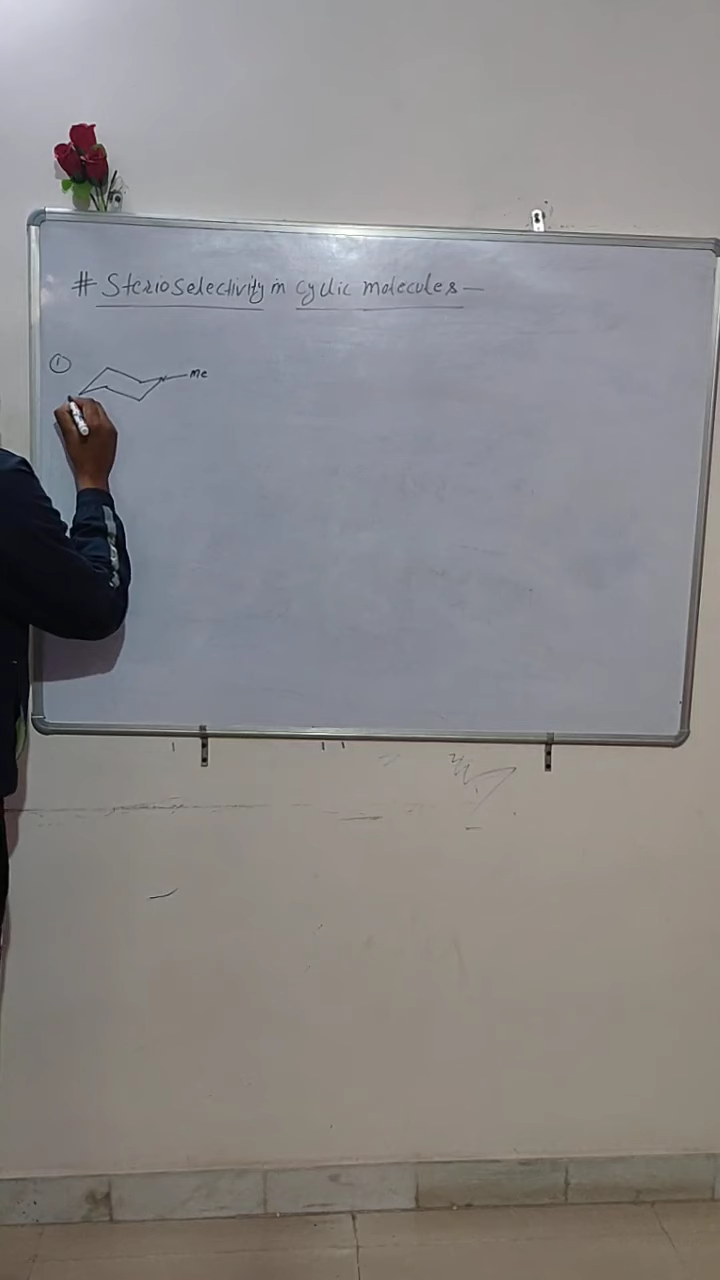 # Sterioselectivity in cyclic molecules —
①
Me